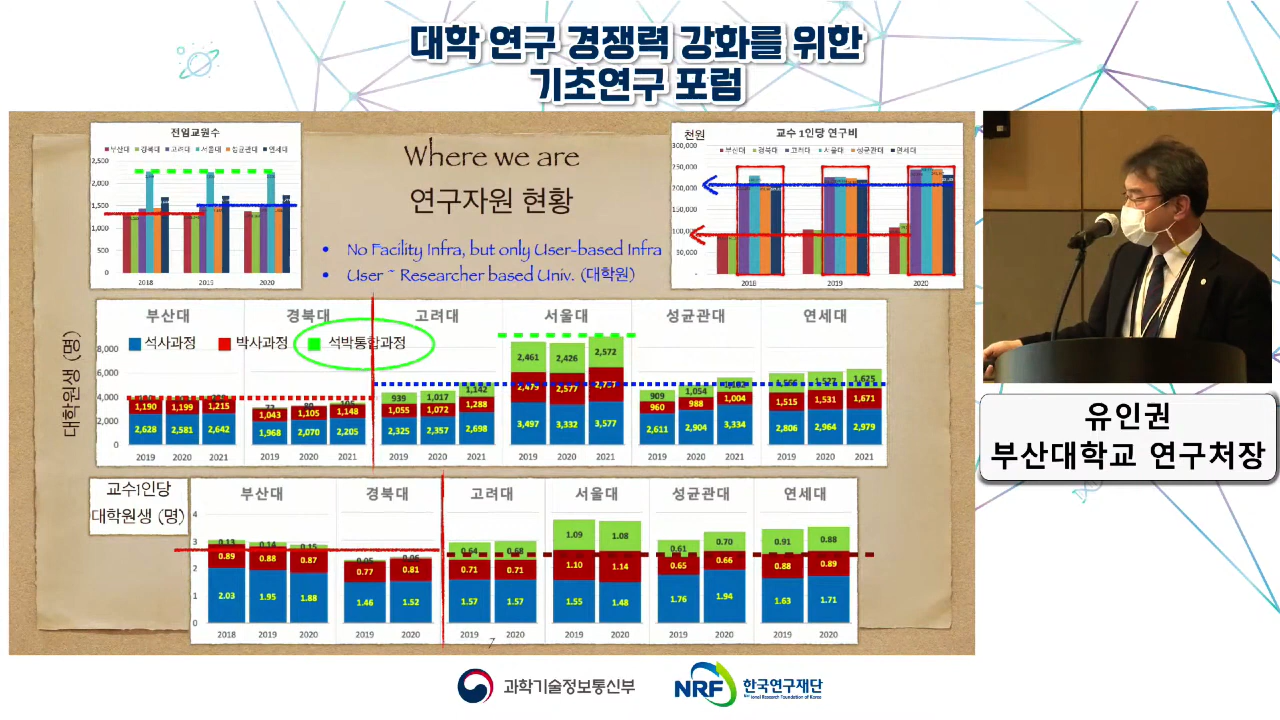 대학 연구 경쟁력 강화를 위한
기초연구 포럼
전임교원수
부산대 경북대 고려대 서울대 성균관대 연세대
2,500
2,000
1,500
1,000
500
0
2018 2019 2020
Where we are
연구자원 현황
• No Facility Infra, but only User-based Infra
• User ~ Researcher based Univ. (대학원)
천원
교수 1인당 연구비
부산대 경북대 고려대 서울대 성균관대 연세대
300,000
250,000
200,000
150,000
100,000
50,000
-
2018 2019 2020
대학원생 (명)
부산대 경북대 고려대 서울대 성균관대 연세대
석사과정 박사과정 석박통합과정
8,000
6,000
4,000
2,000
0
1,190 1,199 1,215
2,628 2,581 2,642
2019 2020 2021
1,043 1,105 1,148
1,968 2,070 2,205
2019 2020 2021
939 1,017 1,142
1,055 1,072 1,288
2,325 2,357 2,698
2019 2020 2021
2,461 2,426 2,572
2,479 2,577
3,497 3,332 3,577
2019 2020 2021
909 1,054
960 988 1,004
2,611 2,904 3,334
2019 2020 2021
1,566 1,527 1,625
1,515 1,531 1,671
2,806 2,964 2,979
2019 2020 2021
교수1인당
대학원생 (명)
부산대 경북대 고려대 서울대 성균관대 연세대
4
3
2
1
0
0.13 0.14 0.15
0.89 0.88 0.87
2.03 1.95 1.88
2018 2019 2020
0.05 0.06
0.77 0.81
1.46 1.52
2019 2020
0.64 0.68
0.71 0.71
1.57 1.57
2019 2020
1.09 1.08
1.10 1.14
1.55 1.48
2019 2020
0.61 0.70
0.65 0.66
1.76 1.94
2019 2020
0.91 0.88
0.88 0.89
1.63 1.71
2019 2020
7
유인권
부산대학교 연구처장
과학기술정보통신부
NRF 한국연구재단
National Research Foundation of Korea